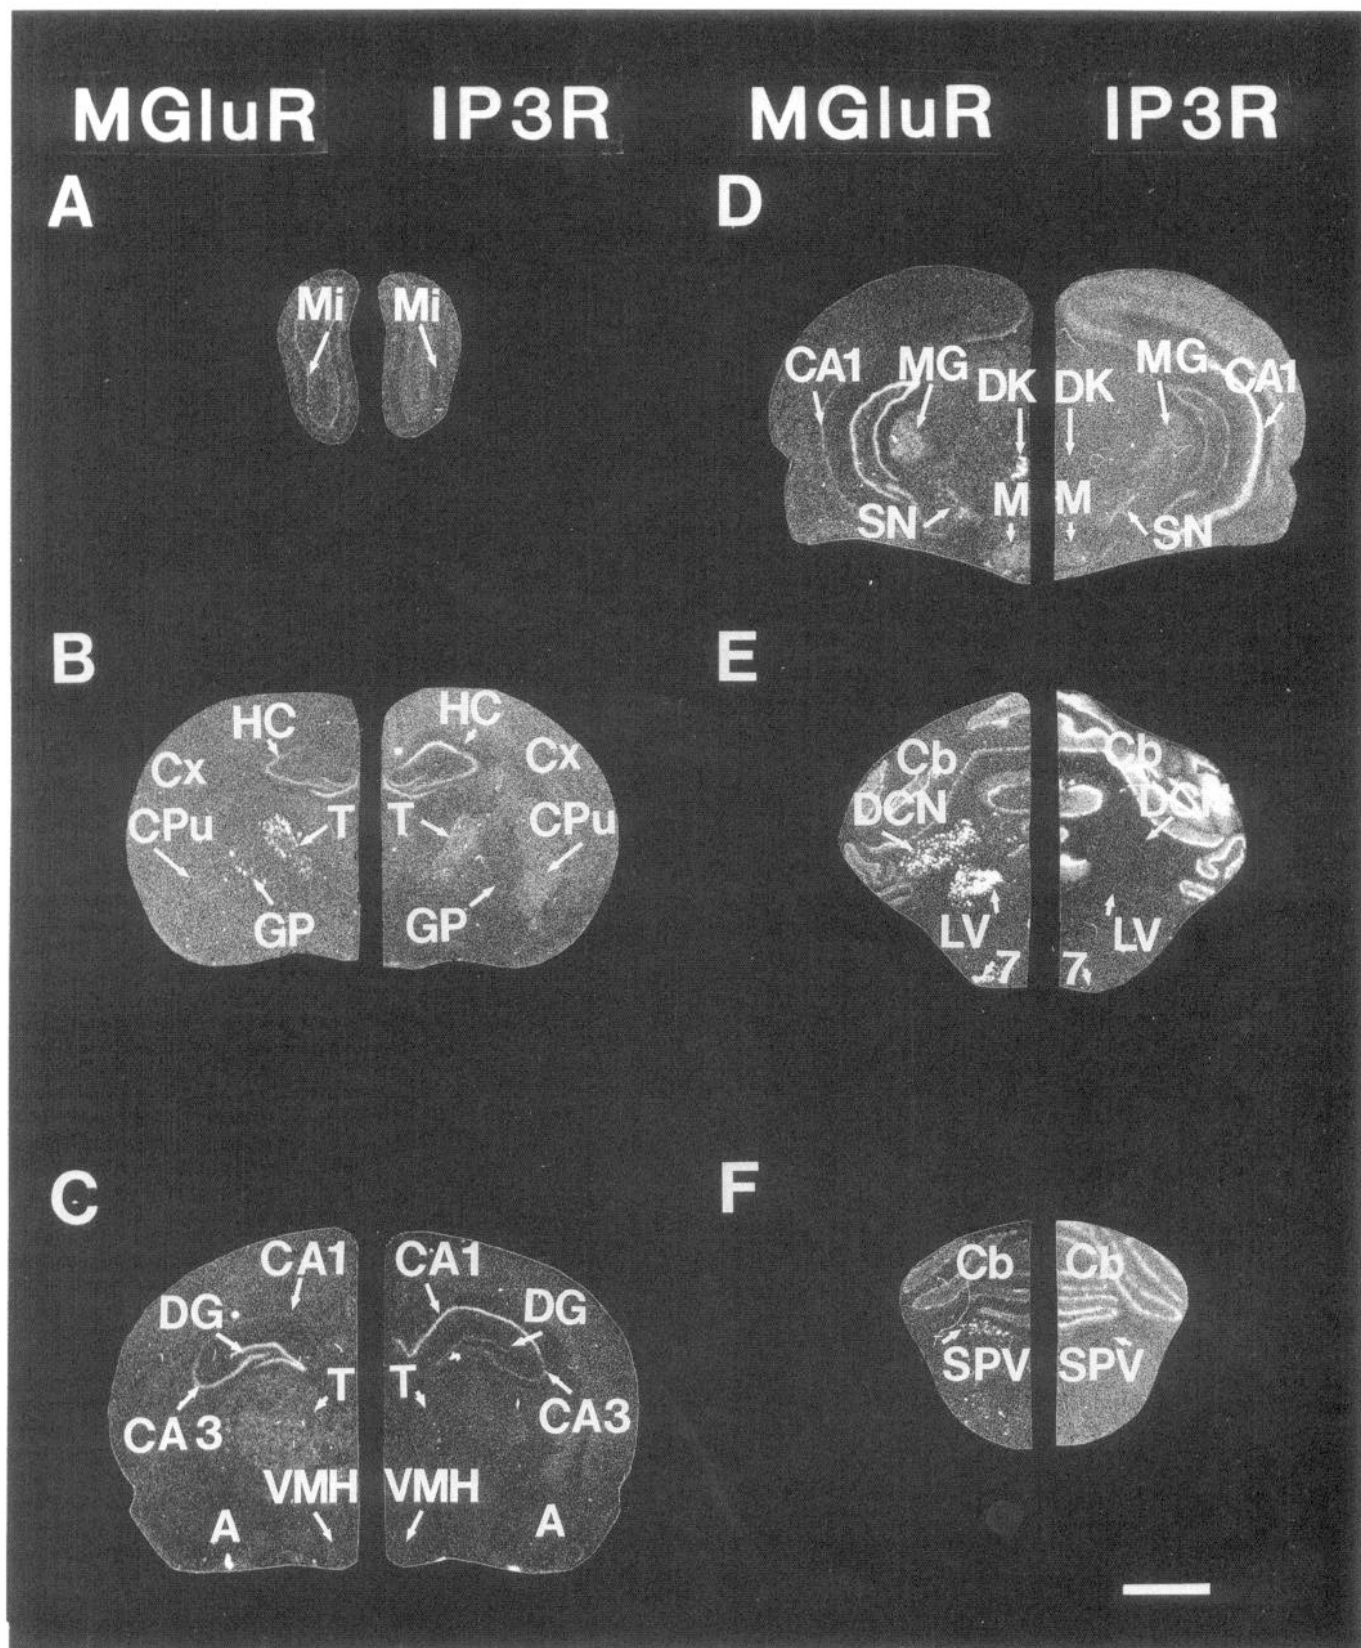 MGluR IP3R MGluR IP3R
A
Mi Mi
B
HC HC
Cx Cx
CPu T T CPu
GP GP
C
CA1 CA1
DG DG
T T
CA3 CA3
VMH VMH
A A
D
CA1 MG DK DK MG CA1
SN M M SN
E
Cb Cb
DCN DCN
LV LV
7 7
F
Cb Cb
SPV SPV